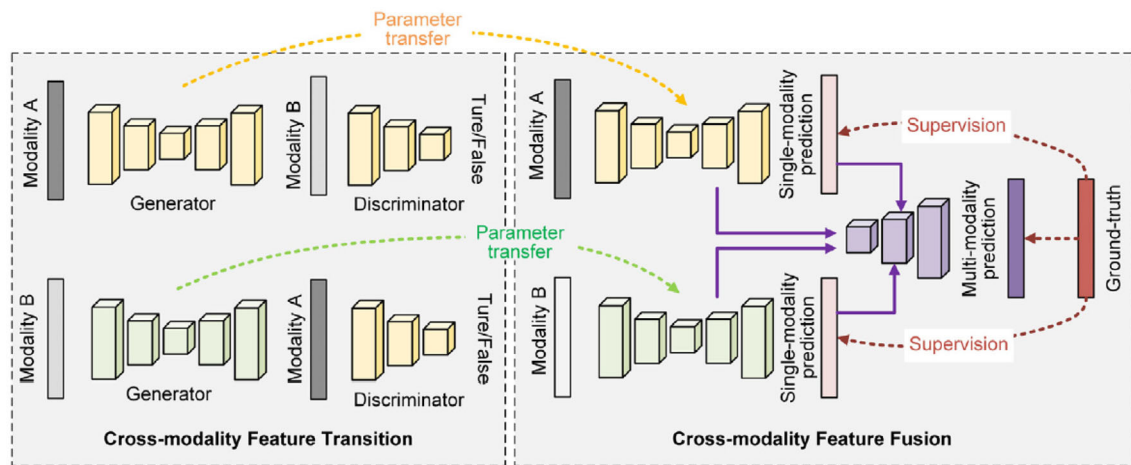 Parameter
transfer
Modality A
Generator
Modality B
Discriminator
Ture/False
Modality B
Generator
Modality A
Discriminator
Ture/False
Cross-modality Feature Transition
Parameter
transfer
Modality A
Single-modality
prediction
Supervision
Multi-modality
prediction
Ground-truth
Modality B
Single-modality
prediction
Supervision
Cross-modality Feature Fusion